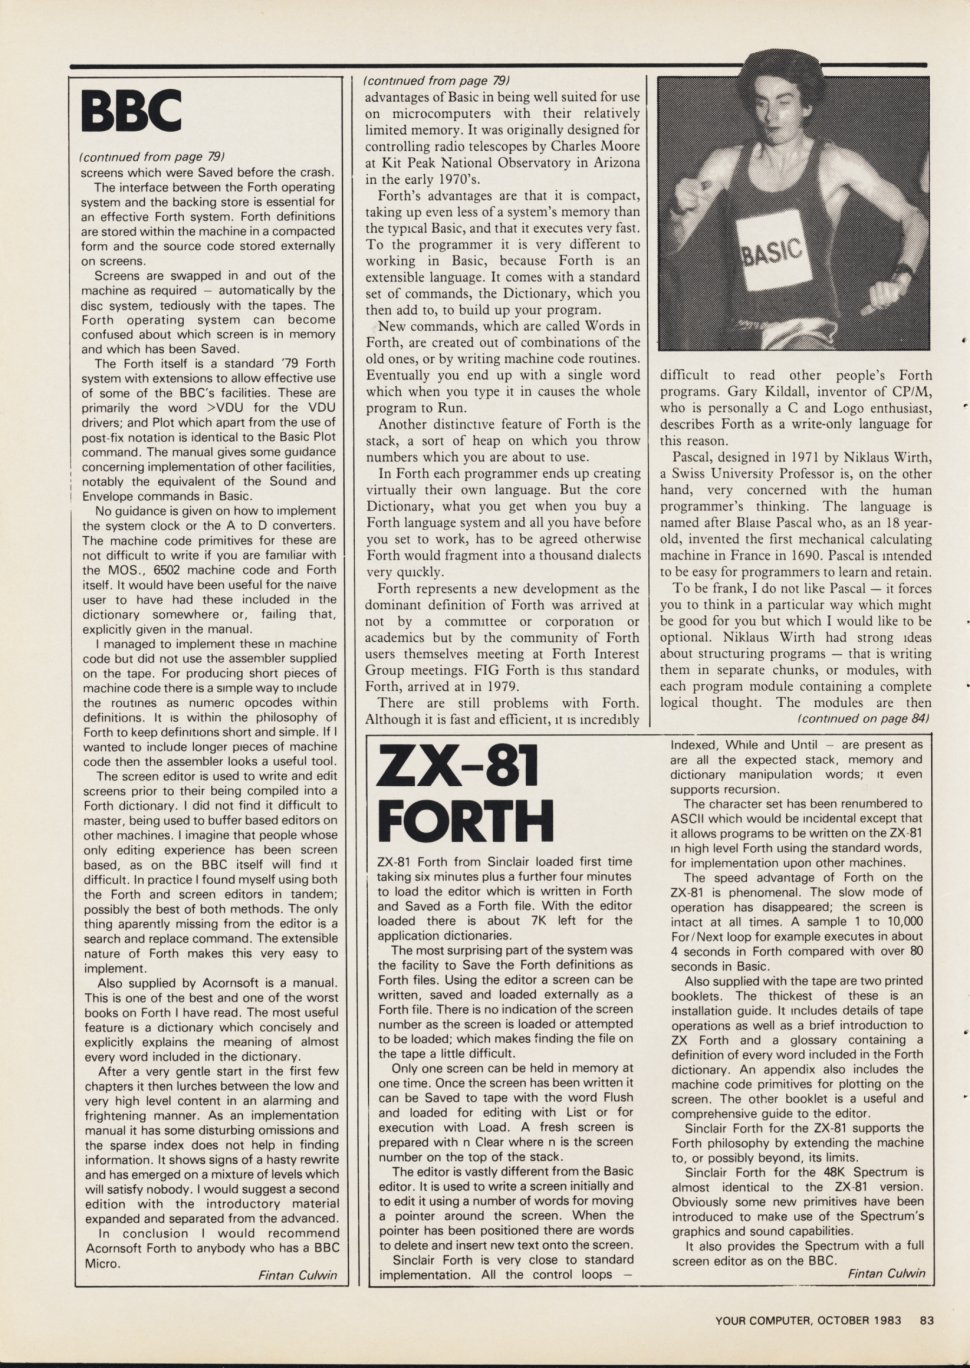 BBC
(continued from page 79)
screens which were Saved before the crash.
The interface between the Forth operating
system and the backing store is essential for
an effective Forth system. Forth definitions
are stored within the machine in a compacted
form and the source code stored externally
on screens.
Screens are swapped in and out of the
machine as required — automatically by the
disc system, tediously with the tapes. The
Forth operating system can become
confused about which screen is in memory
and which has been Saved.
The Forth itself is a standard '79 Forth
system with extensions to allow effective use
of some of the BBC's facilities. These are
primarily the word >VDU for the VDU
drivers; and Plot which apart from the use of
post-fix notation is identical to the Basic Plot
command. The manual gives some guidance
concerning implementation of other facilities,
notably the equivalent of the Sound and
Envelope commands in Basic.
No guidance is given on how to implement
the system clock or the A to D converters.
The machine code primitives for these are
not difficult to write if you are familiar with
the MOS., 6502 machine code and Forth
itself. It would have been useful for the naive
user to have had these included in the
dictionary somewhere or, failing that,
explicitly given in the manual.
I managed to implement these in machine
code but did not use the assembler supplied
on the tape. For producing short pieces of
machine code there is a simple way to include
the routines as numeric opcodes within
definitions. It is within the philosophy of
Forth to keep definitions short and simple. If I
wanted to include longer pieces of machine
code then the assembler looks a useful tool.
The screen editor is used to write and edit
screens prior to their being compiled into a
Forth dictionary. I did not find it difficult to
master, being used to buffer based editors on
other machines. I imagine that people whose
only editing experience has been screen
based, as on the BBC itself will find it
difficult. In practice I found myself using both
the Forth and screen editors in tandem;
possibly the best of both methods. The only
thing aparently missing from the editor is a
search and replace command. The extensible
nature of Forth makes this very easy to
implement.
Also supplied by Acornsoft is a manual.
This is one of the best and one of the worst
books on Forth I have read. The most useful
feature is a dictionary which concisely and
explicitly explains the meaning of almost
every word included in the dictionary.
After a very gentle start in the first few
chapters it then lurches between the low and
very high level content in an alarming and
frightening manner. As an implementation
manual it has some disturbing omissions and
the sparse index does not help in finding
information. It shows signs of a hasty rewrite
and has emerged on a mixture of levels which
will satisfy nobody. I would suggest a second
edition with the introductory material
expanded and separated from the advanced.
In conclusion I would recommend
Acornsoft Forth to anybody who has a BBC
Micro.
Fintan Culwin
(continued from page 79)
advantages of Basic in being well suited for use
on microcomputers with their relatively
limited memory. It was originally designed for
controlling radio telescopes by Charles Moore
at Kit Peak National Observatory in Arizona
in the early 1970's.
Forth's advantages are that it is compact,
taking up even less of a system's memory than
the typical Basic, and that it executes very fast.
To the programmer it is very different to
working in Basic, because Forth is an
extensible language. It comes with a standard
set of commands, the Dictionary, which you
then add to, to build up your program.
New commands, which are called Words in
Forth, are created out of combinations of the
old ones, or by writing machine code routines.
Eventually you end up with a single word
which when you type it in causes the whole
program to Run.
Another distinctive feature of Forth is the
stack, a sort of heap on which you throw
numbers which you are about to use.
In Forth each programmer ends up creating
virtually their own language. But the core
Dictionary, what you get when you buy a
Forth language system and all you have before
you set to work, has to be agreed otherwise
Forth would fragment into a thousand dialects
very quickly.
Forth represents a new development as the
dominant definition of Forth was arrived at
not by a committee or corporation or
academics but by the community of Forth
users themselves meeting at Forth Interest
Group meetings. FIG Forth is this standard
Forth, arrived at in 1979.
There are still problems with Forth.
Although it is fast and efficient, it is incredibly
BASIC
difficult to read other people's Forth
programs. Gary Kildall, inventor of CP/M,
who is personally a C and Logo enthusiast,
describes Forth as a write-only language for
this reason.
Pascal, designed in 1971 by Niklaus Wirth,
a Swiss University Professor is, on the other
hand, very concerned with the human
programmer's thinking. The language is
named after Blaise Pascal who, as an 18 year-
old, invented the first mechanical calculating
machine in France in 1690. Pascal is intended
to be easy for programmers to learn and retain.
To be frank, I do not like Pascal — it forces
you to think in a particular way which might
be good for you but which I would like to be
optional. Niklaus Wirth had strong ideas
about structuring programs — that is writing
them in separate chunks, or modules, with
each program module containing a complete
logical thought. The modules are then
(continued on page 84)
ZX-81
FORTH
ZX-81 Forth from Sinclair loaded first time
taking six minutes plus a further four minutes
to load the editor which is written in Forth
and Saved as a Forth file. With the editor
loaded there is about 7K left for the
application dictionaries.
The most surprising part of the system was
the facility to Save the Forth definitions as
Forth files. Using the editor a screen can be
written, saved and loaded externally as a
Forth file. There is no indication of the screen
number as the screen is loaded or attempted
to be loaded; which makes finding the file on
the tape a little difficult.
Only one screen can be held in memory at
one time. Once the screen has been written it
can be Saved to tape with the word Flush
and loaded for editing with List or for
execution with Load. A fresh screen is
prepared with n Clear where n is the screen
number on the top of the stack.
The editor is vastly different from the Basic
editor. It is used to write a screen initially and
to edit it using a number of words for moving
a pointer around the screen. When the
pointer has been positioned there are words
to delete and insert new text onto the screen.
Sinclair Forth is very close to standard
implementation. All the control loops —
Indexed, While and Until — are present as
are all the expected stack, memory and
dictionary manipulation words; it even
supports recursion.
The character set has been renumbered to
ASCII which would be incidental except that
it allows programs to be written on the ZX-81
in high level Forth using the standard words,
for implementation upon other machines.
The speed advantage of Forth on the
ZX-81 is phenomenal. The slow mode of
operation has disappeared; the screen is
intact at all times. A sample 1 to 10,000
For/Next loop for example executes in about
4 seconds in Forth compared with over 80
seconds in Basic.
Also supplied with the tape are two printed
booklets. The thickest of these is an
installation guide. It includes details of tape
operations as well as a brief introduction to
ZX Forth and a glossary containing a
definition of every word included in the Forth
dictionary. An appendix also includes the
machine code primitives for plotting on the
screen. The other booklet is a useful and
comprehensive guide to the editor.
Sinclair Forth for the ZX-81 supports the
Forth philosophy by extending the machine
to, or possibly beyond, its limits.
Sinclair Forth for the 48K Spectrum is
almost identical to the ZX-81 version.
Obviously some new primitives have been
introduced to make use of the Spectrum's
graphics and sound capabilities.
It also provides the Spectrum with a full
screen editor as on the BBC.
Fintan Culwin
YOUR COMPUTER, OCTOBER 1983 83